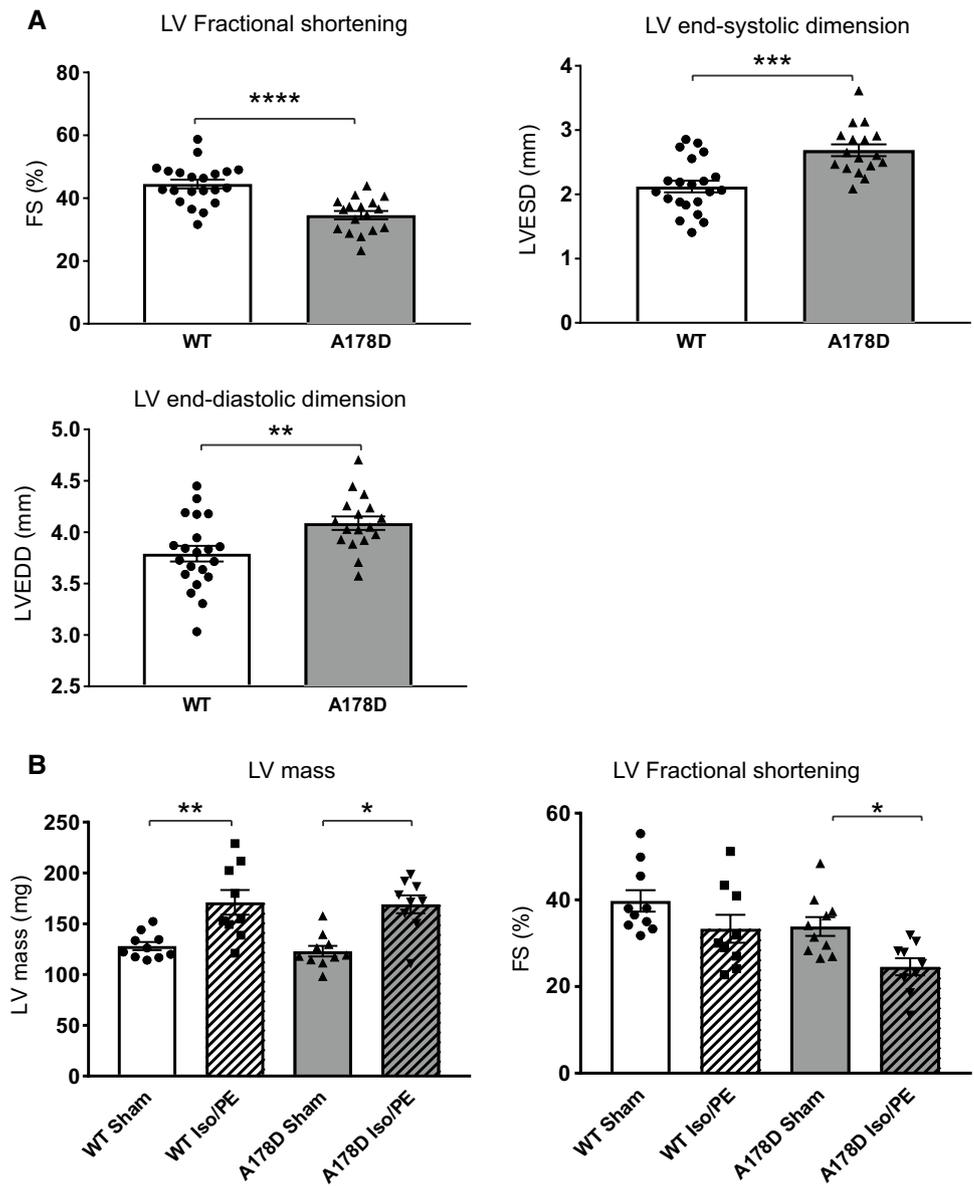 A
LV Fractional shortening
80
60
40
20
0
FS (%)
****
WT
A178D
LV end-systolic dimension
4
3
2
1
0
LVESD (mm)
***
WT
A178D
LV end-diastolic dimension
5.0
4.5
4.0
3.5
3.0
2.5
LVEDD (mm)
**
WT
A178D
B
LV mass
250
200
150
100
50
0
LV mass (mg)
**
*
WT Sham
WT Iso/PE
A178D Sham
A178D Iso/PE
LV Fractional shortening
60
40
20
0
FS (%)
*
WT Sham
WT Iso/PE
A178D Sham
A178D Iso/PE